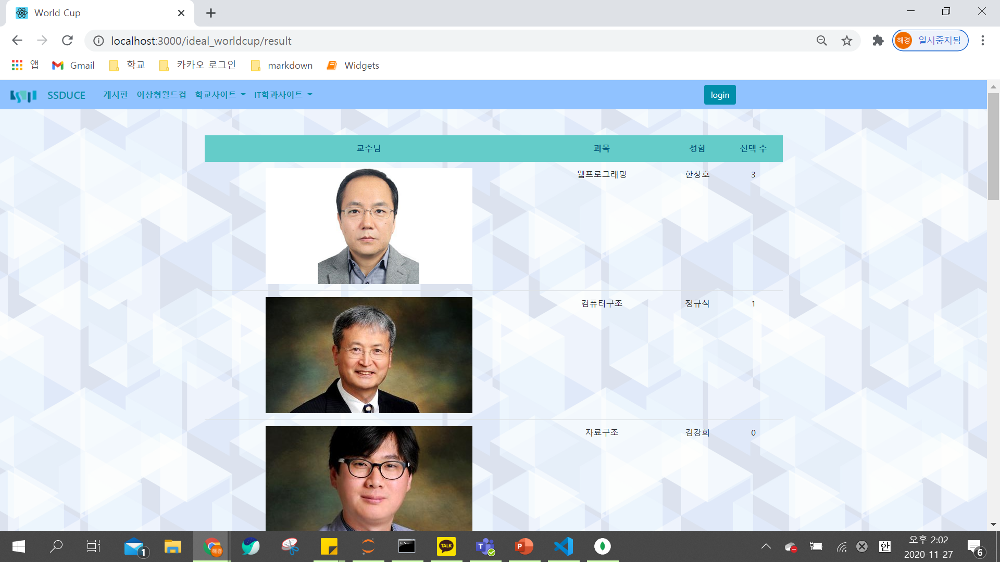 World Cup
localhost:3000/ideal_worldcup/result
해경 일시중지됨
앱 Gmail 학교 카카오 로그인 markdown Widgets
SSDUCE 게시판 이상형월드컵 학교사이트 IT학과사이트 login
교수님 과목 성함 선택 수
웹프로그래밍 한상호 3
컴퓨터구조 정규식 1
자료구조 김강희 0
1 해경 TALK 한 오후 2:02
2020-11-27 6